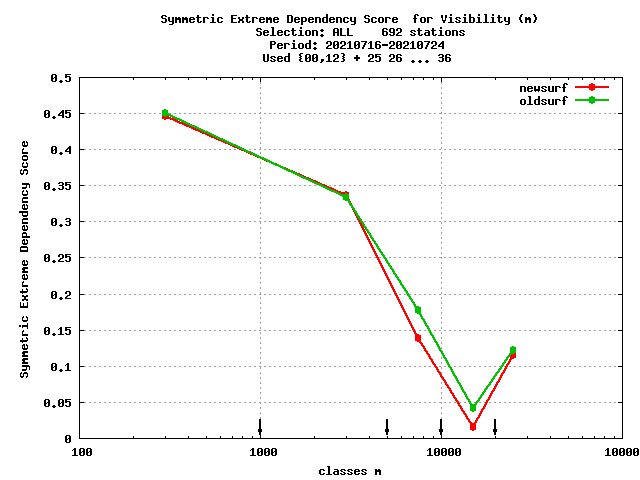 Symmetric Extreme Dependency Score  for Visibility (m)
Selection: ALL    692 stations
Period: 20210716-20210724
Used {00,12} + 25 26 ... 36
newsurf
oldsurf
Symmetric Extreme Dependency Score
0.5
0.45
0.4
0.35
0.3
0.25
0.2
0.15
0.1
0.05
0
100 1000 10000 10000
classes m